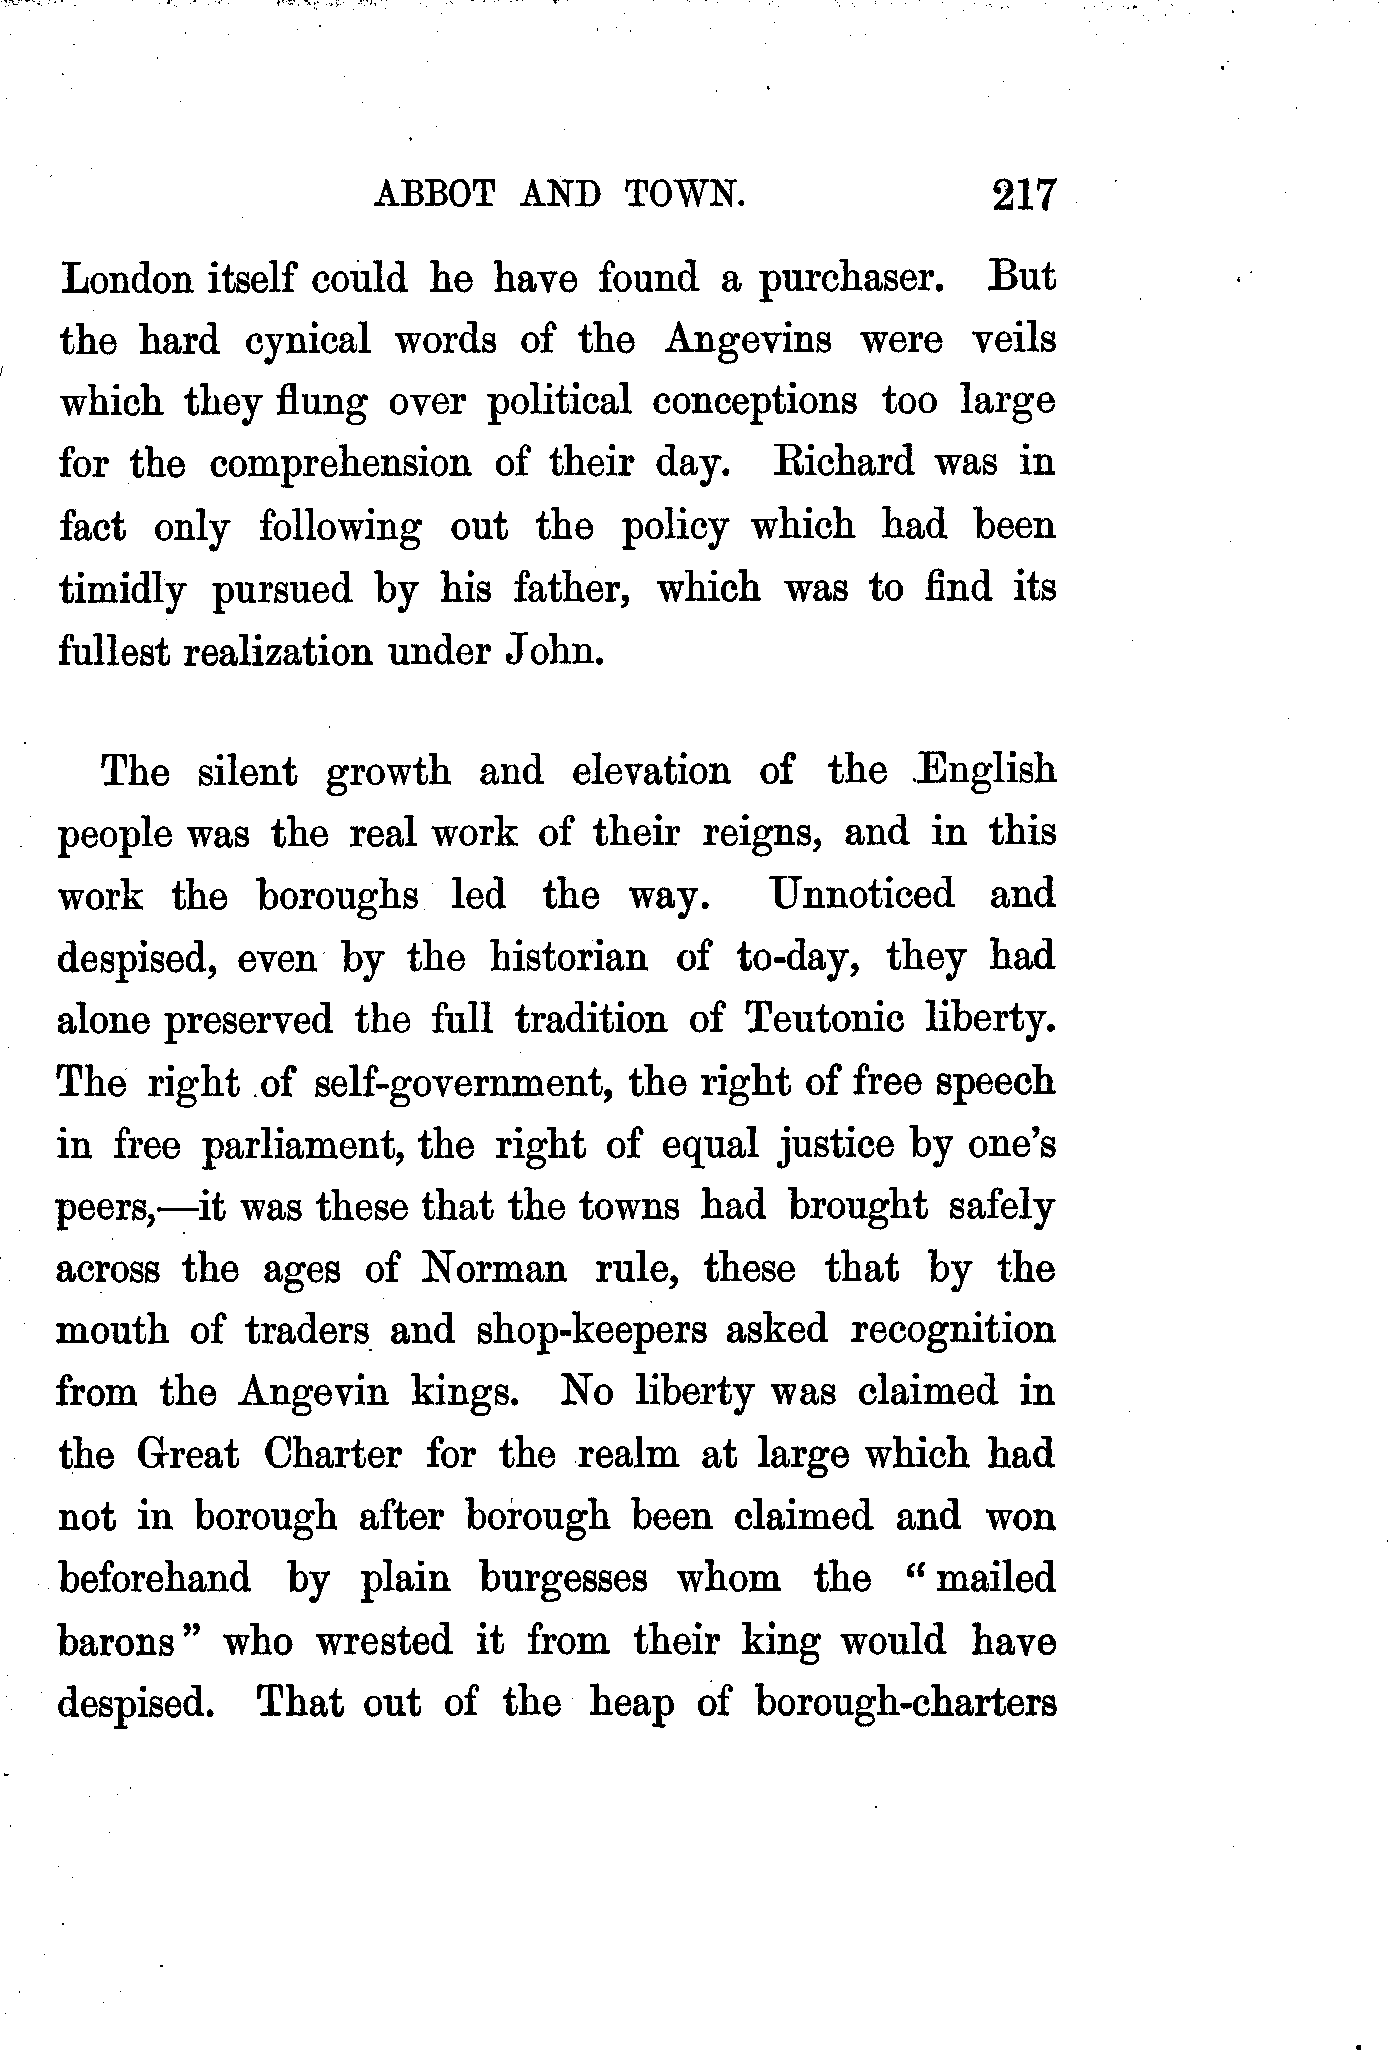 ABBOT AND TOWN. 217
London itself could he have found a purchaser. But
the hard cynical words of the Angevins were veils
which they flung over political conceptions too large
for the comprehension of their day. Richard was in
fact only following out the policy which had been
timidly pursued by his father, which was to find its
fullest realization under John.
The silent growth and elevation of the English
people was the real work of their reigns, and in this
work the boroughs led the way. Unnoticed and
despised, even by the historian of to-day, they had
alone preserved the full tradition of Teutonic liberty.
The right of self-government, the right of free speech
in free parliament, the right of equal justice by one's
peers,—it was these that the towns had brought safely
across the ages of Norman rule, these that by the
mouth of traders and shop-keepers asked recognition
from the Angevin kings. No liberty was claimed in
the Great Charter for the realm at large which had
not in borough after borough been claimed and won
beforehand by plain burgesses whom the "mailed
barons" who wrested it from their king would have
despised. That out of the heap of borough-charters